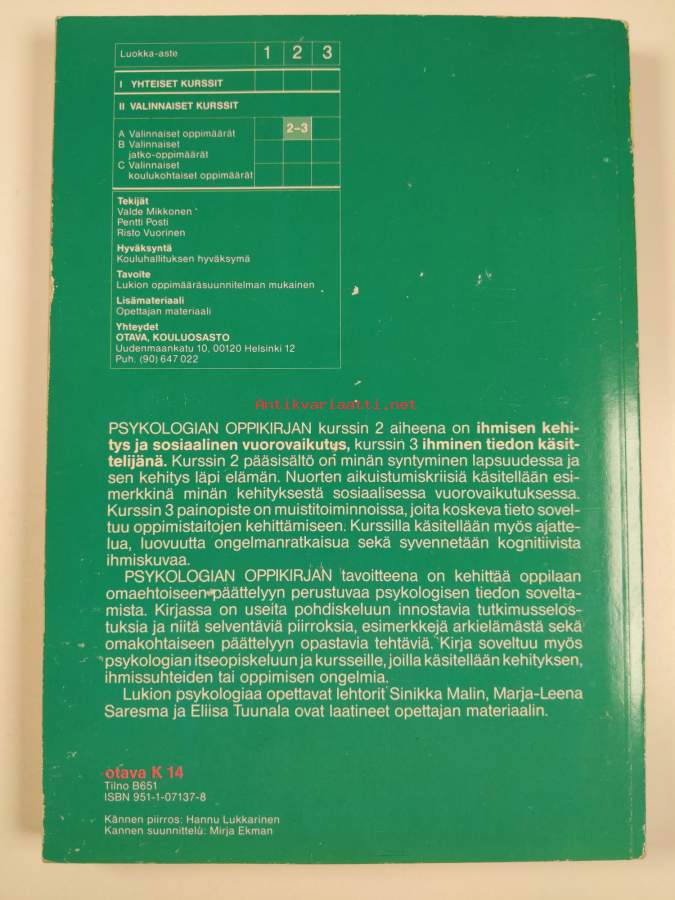 Luokka-aste 1 2 3
I YHTEISET KURSSIT
II VALINNAISET KURSSIT
A Valinnaiset oppimäärät 2–3
B Valinnaiset
jatko-oppimäärät
C Valinnaiset
koulukohtaiset oppimäärät
Tekijät
Valde Mikkonen
Pentti Posti
Risto Vuorinen
Hyväksyntä
Kouluhallituksen hyväksymä
Tavoite
Lukion oppimääräsuunnitelman mukainen
Lisämateriaali
Opettajan materiaali
Yhteydet
OTAVA, KOULUOSASTO
Uudenmaankatu 10, 00120 Helsinki 12
Puh. (90) 647 022
Antikvariaatti.net
PSYKOLOGIAN OPPIKIRJAN kurssin 2 aiheena on ihmisen kehi-
tys ja sosiaalinen vuorovaikutus, kurssin 3 ihminen tiedon käsit-
telijänä. Kurssin 2 pääsisältö on minän syntyminen lapsuudessa ja
sen kehitys läpi elämän. Nuorten aikuistumiskriisiä käsitellään esi-
merkkinä minän kehityksestä sosiaalisessa vuorovaikutuksessa.
Kurssin 3 painopiste on muistitoiminnoissa, joita koskeva tieto sovel-
tuu oppimistaitojen kehittämiseen. Kurssilla käsitellään myös ajatte-
lua, luovuutta ongelmanratkaisua sekä syvennetään kognitiivista
ihmiskuvaa.
PSYKOLOGIAN OPPIKIRJAN tavoitteena on kehittää oppilaan
omaehtoiseen päättelyyn perustuvaa psykologisen tiedon sovelta-
mista. Kirjassa on useita pohdiskeluun innostavia tutkimusselos-
tuksia ja niitä selventäviä piirroksia, esimerkkejä arkielämästä sekä
omakohtaiseen päättelyyn opastavia tehtäviä. Kirja soveltuu myös
psykologian itseopiskeluun ja kursseille, joilla käsitellään kehityksen,
ihmissuhteiden tai oppimisen ongelmia.
Lukion psykologiaa opettavat lehtorit Sinikka Malin, Marja-Leena
Saresma ja Eliisa Tuunala ovat laatineet opettajan materiaalin.
otava K 14
Tilno B651
ISBN 951-1-07137-8
Kännen piirros: Hannu Lukkarinen
Kannen suunnittelu: Mirja Ekman